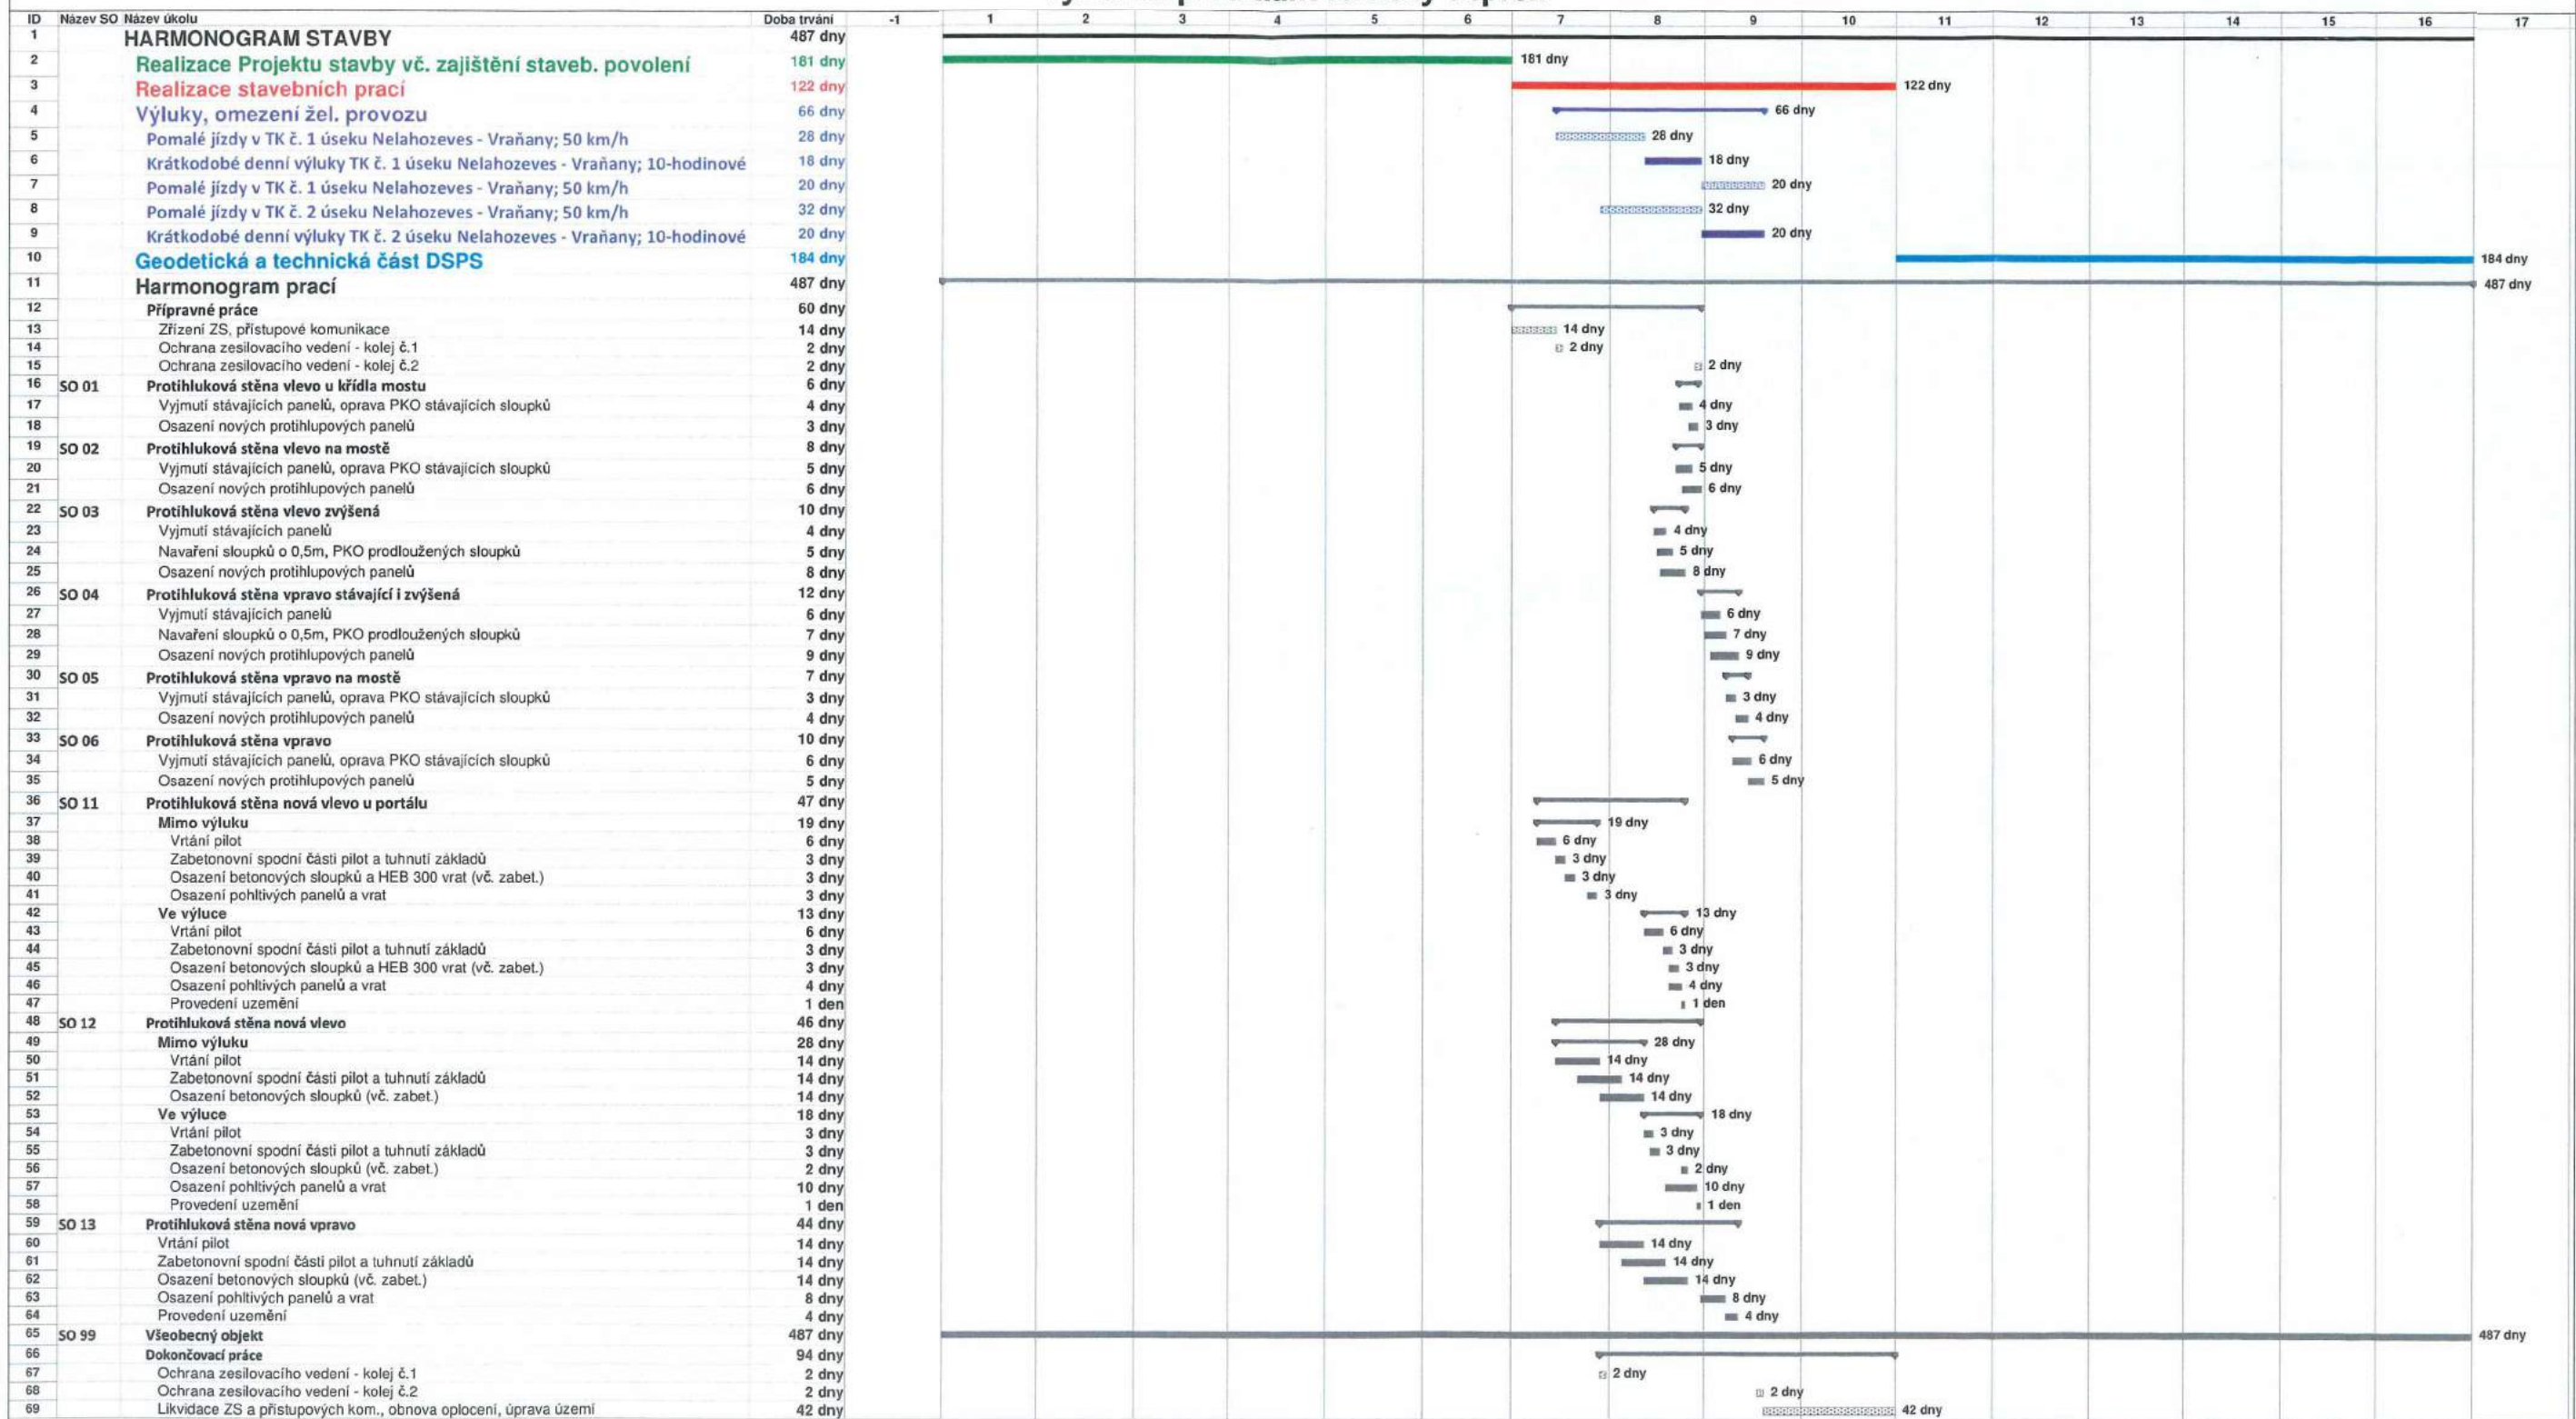 ID Název SO Název úkolu Doba trvání -1 1 2 3 4 5 6 7 8 9 10 11 12 13 14 15 16 17
1 HARMONOGRAM STAVBY 487 dny
2 Realizace Projektu stavby vč. zajištění staveb. povolení 181 dny 181 dny
3 Realizace stavebních prací 122 dny 122 dny
4 Výluky, omezení žel. provozu 66 dny 66 dny
5 Pomalé jízdy v TK č. 1 úseku Nelahozeves - Vraňany; 50 km/h 28 dny 28 dny
6 Krátkodobé denní výluky TK č. 1 úseku Nelahozeves - Vraňany; 10-hodinové 18 dny 18 dny
7 Pomalé jízdy v TK č. 1 úseku Nelahozeves - Vraňany; 50 km/h 20 dny 20 dny
8 Pomalé jízdy v TK č. 2 úseku Nelahozeves - Vraňany; 50 km/h 32 dny 32 dny
9 Krátkodobé denní výluky TK č. 2 úseku Nelahozeves - Vraňany; 10-hodinové 20 dny 20 dny
10 Geodetická a technická část DSPS 184 dny 184 dny
11 Harmonogram prací 487 dny 487 dny
12 Přípravné práce 60 dny
13 Zřízení ZS, přístupové komunikace 14 dny 14 dny
14 Ochrana zesilovacího vedení - kolej č.1 2 dny 2 dny
15 Ochrana zesilovacího vedení - kolej č.2 2 dny 2 dny
16 SO 01 Protihluková stěna vlevo u křídla mostu 6 dny
17 Vyjmutí stávajících panelů, oprava PKO stávajících sloupků 4 dny 4 dny
18 Osazení nových protihlupových panelů 3 dny 3 dny
19 SO 02 Protihluková stěna vlevo na mostě 8 dny
20 Vyjmutí stávajících panelů, oprava PKO stávajících sloupků 5 dny 5 dny
21 Osazení nových protihlupových panelů 6 dny 6 dny
22 SO 03 Protihluková stěna vlevo zvýšená 10 dny
23 Vyjmutí stávajících panelů 4 dny 4 dny
24 Navaření sloupků o 0,5m, PKO prodloužených sloupků 5 dny 5 dny
25 Osazení nových protihlupových panelů 8 dny 8 dny
26 SO 04 Protihluková stěna vpravo stávající i zvýšená 12 dny
27 Vyjmutí stávajících panelů 6 dny 6 dny
28 Navaření sloupků o 0,5m, PKO prodloužených sloupků 7 dny 7 dny
29 Osazení nových protihlupových panelů 9 dny 9 dny
30 SO 05 Protihluková stěna vpravo na mostě 7 dny
31 Vyjmutí stávajících panelů, oprava PKO stávajících sloupků 3 dny 3 dny
32 Osazení nových protihlupových panelů 4 dny 4 dny
33 SO 06 Protihluková stěna vpravo 10 dny
34 Vyjmutí stávajících panelů, oprava PKO stávajících sloupků 6 dny 6 dny
35 Osazení nových protihlupových panelů 5 dny 5 dny
36 SO 11 Protihluková stěna nová vlevo u portálu 47 dny
37 Mimo výluku 19 dny 19 dny
38 Vrtání pilot 6 dny 6 dny
39 Zabetonovní spodní části pilot a tuhnutí základů 3 dny 3 dny
40 Osazení betonových sloupků a HEB 300 vrat (vč. zabet.) 3 dny 3 dny
41 Osazení pohltivých panelů a vrat 3 dny 3 dny
42 Ve výluce 13 dny 13 dny
43 Vrtání pilot 6 dny 6 dny
44 Zabetonovní spodní části pilot a tuhnutí základů 3 dny 3 dny
45 Osazení betonových sloupků a HEB 300 vrat (vč. zabet.) 3 dny 3 dny
46 Osazení pohltivých panelů a vrat 4 dny 4 dny
47 Provedení uzemění 1 den 1 den
48 SO 12 Protihluková stěna nová vlevo 46 dny
49 Mimo výluku 28 dny 28 dny
50 Vrtání pilot 14 dny 14 dny
51 Zabetonovní spodní části pilot a tuhnutí základů 14 dny 14 dny
52 Osazení betonových sloupků (vč. zabet.) 14 dny 14 dny
53 Ve výluce 18 dny 18 dny
54 Vrtání pilot 3 dny 3 dny
55 Zabetonovní spodní části pilot a tuhnutí základů 3 dny 3 dny
56 Osazení betonových sloupků (vč. zabet.) 2 dny 2 dny
57 Osazení pohltivých panelů a vrat 10 dny 10 dny
58 Provedení uzemění 1 den 1 den
59 SO 13 Protihluková stěna nová vpravo 44 dny
60 Vrtání pilot 14 dny 14 dny
61 Zabetonovní spodní části pilot a tuhnutí základů 14 dny 14 dny
62 Osazení betonových sloupků (vč. zabet.) 14 dny 14 dny
63 Osazení pohltivých panelů a vrat 8 dny 8 dny
64 Provedení uzemění 4 dny 4 dny
65 SO 99 Všeobecný objekt 487 dny 487 dny
66 Dokončovací práce 94 dny
67 Ochrana zesilovacího vedení - kolej č.1 2 dny 2 dny
68 Ochrana zesilovacího vedení - kolej č.2 2 dny 2 dny
69 Likvidace ZS a přístupových kom., obnova oplocení, úprava území 42 dny 42 dny